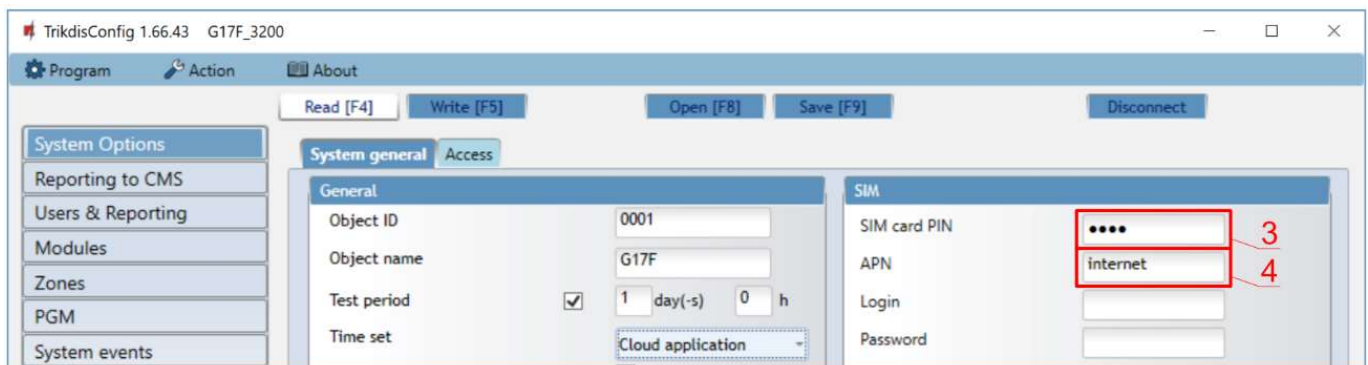 TrikdisConfig 1.66.43 G17F_3200
Program Action About
Read [F4] Write [F5] Open [F8] Save [F9] Disconnect
System Options
Reporting to CMS
Users & Reporting
Modules
Zones
PGM
System events
System general Access
General
Object ID 0001
Object name G17F
Test period 1 day(-s) 0 h
Time set Cloud application
SIM
SIM card PIN •••• 3
APN internet 4
Login
Password